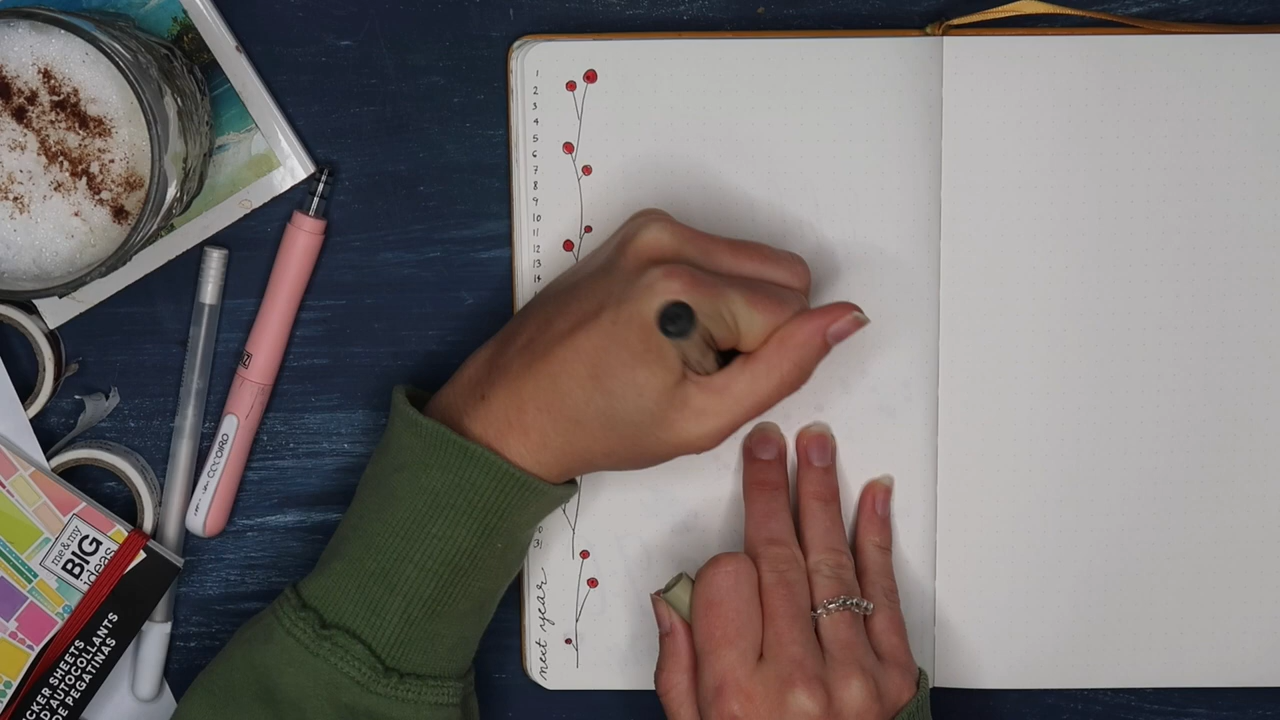 1
2
3
4
5
6
7
8
9
10
11
12
13
14
31
next year
COCOIRO
me & my
BIG
ideas
STICKER SHEETS
D'AUTOCOLLANTS
DE PEGATINAS